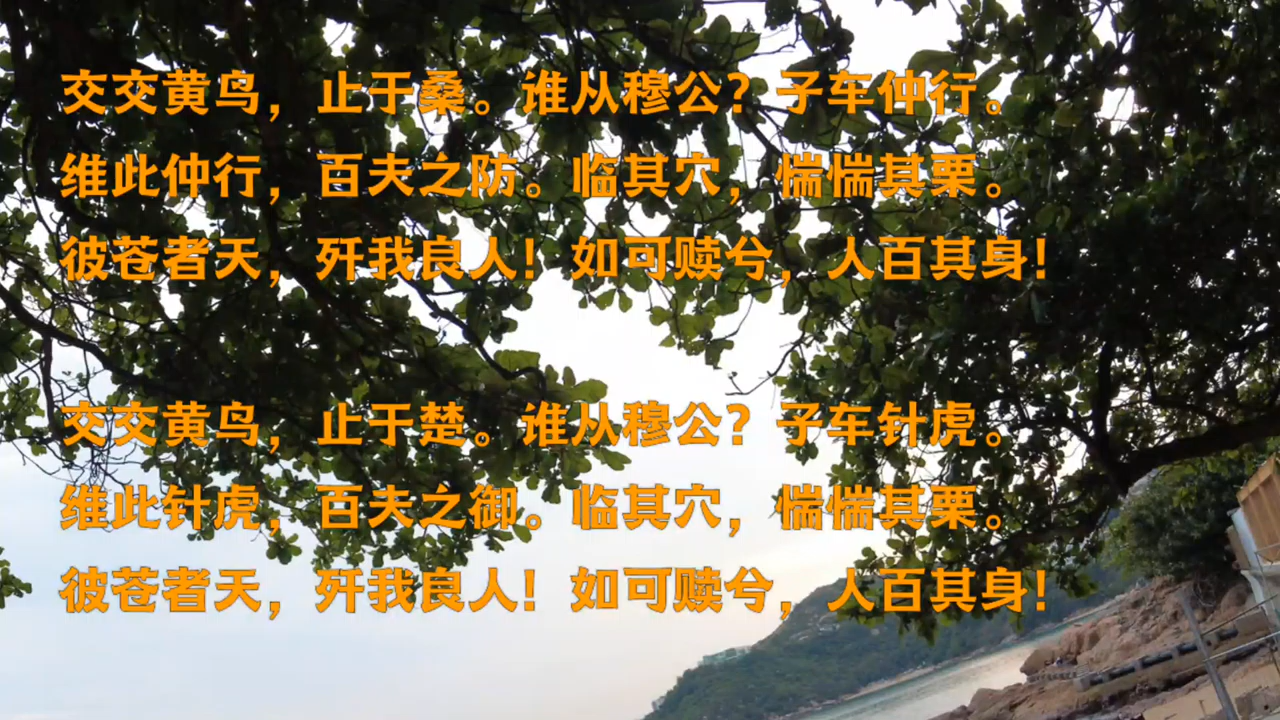 交交黄鸟，止于桑。谁从穆公？子车仲行。
维此仲行，百夫之防。临其穴，惴惴其栗。
彼苍者天，歼我良人！如可赎兮，人百其身！
交交黄鸟，止于楚。谁从穆公？子车针虎。
维此针虎，百夫之御。临其穴，惴惴其栗。
彼苍者天，歼我良人！如可赎兮，人百其身！